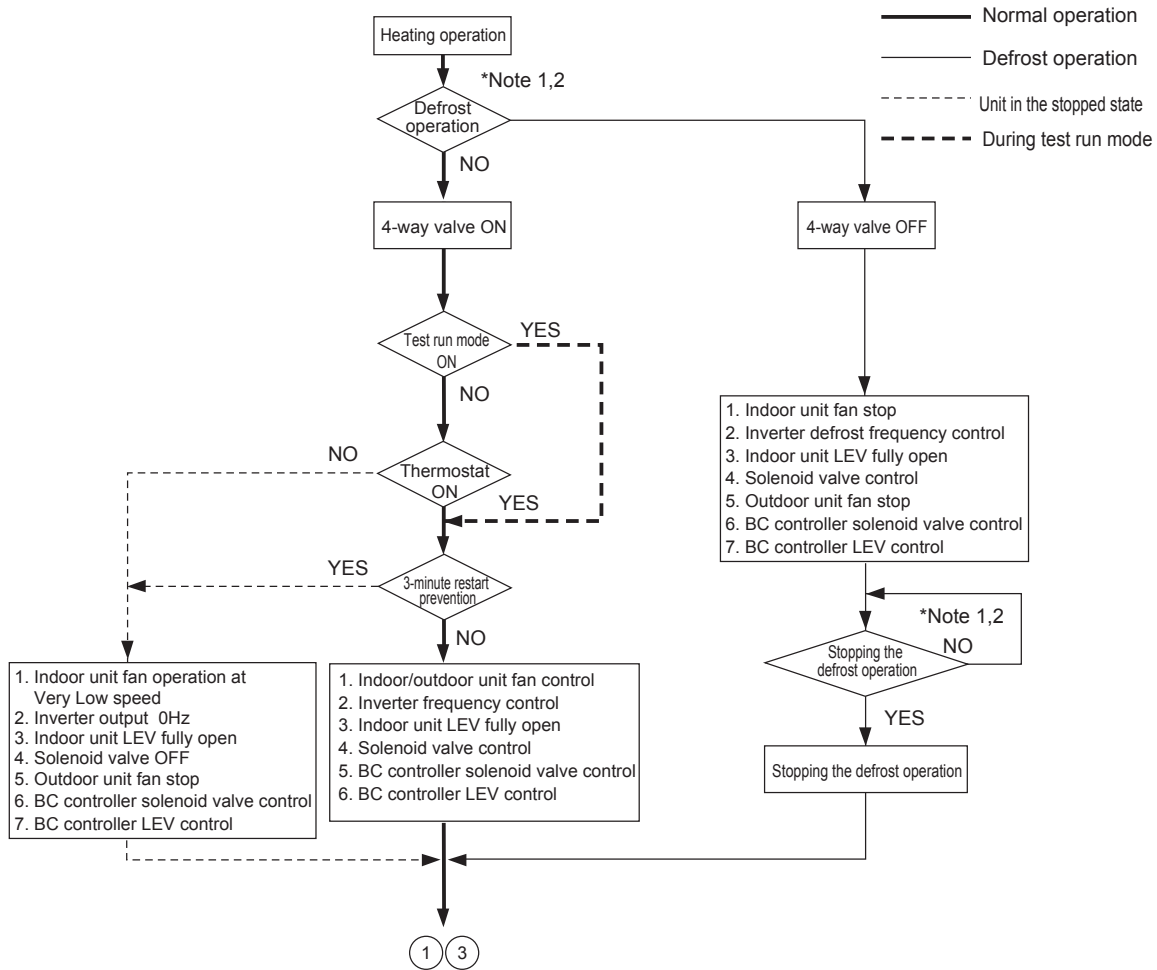 Normal operation
Defrost operation
Unit in the stopped state
During test run mode
Heating operation
*Note 1,2
Defrost
operation
NO
4-way valve ON
4-way valve OFF
Test run mode
ON
YES
NO
Thermostat
ON
NO
YES
3-minute restart
prevention
YES
NO
1. Indoor unit fan operation at
Very Low speed
2. Inverter output 0Hz
3. Indoor unit LEV fully open
4. Solenoid valve OFF
5. Outdoor unit fan stop
6. BC controller solenoid valve control
7. BC controller LEV control
1. Indoor/outdoor unit fan control
2. Inverter frequency control
3. Indoor unit LEV fully open
4. Solenoid valve control
5. BC controller solenoid valve control
6. BC controller LEV control
1. Indoor unit fan stop
2. Inverter defrost frequency control
3. Indoor unit LEV fully open
4. Solenoid valve control
5. Outdoor unit fan stop
6. BC controller solenoid valve control
7. BC controller LEV control
*Note 1,2
Stopping the
defrost operation
NO
YES
Stopping the defrost operation
1 3